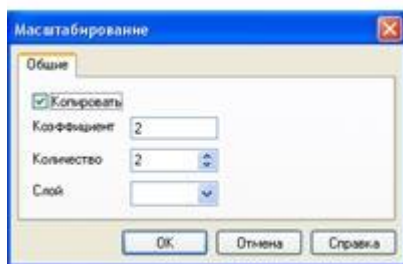 Масштабирование
Общие
Копировать
Коэффициент 2
Количество 2
Слой
OK Отмена Справка